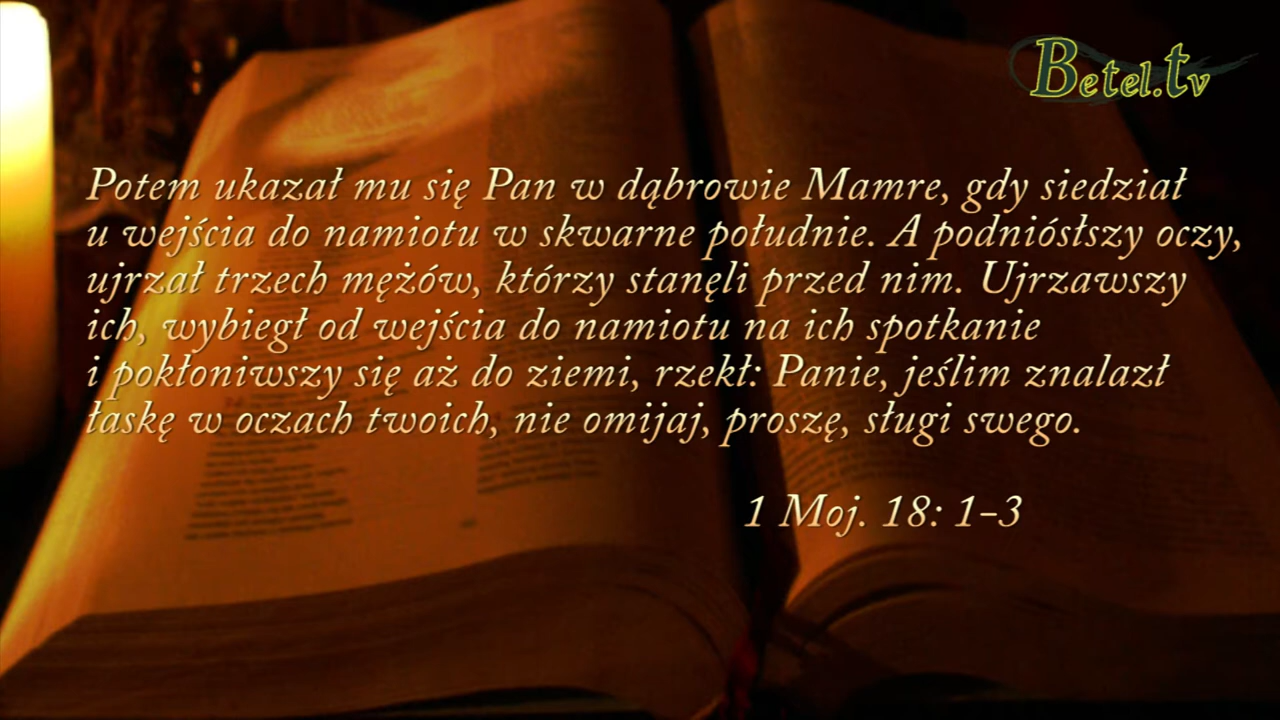 Betel.tv
Potem ukazał mu się Pan w dąbrowie Mamre, gdy siedział
u wejścia do namiotu w skwarne południe. A podniósłszy oczy,
ujrzał trzech mężów, którzy stanęli przed nim. Ujrzawszy
ich, wybiegł od wejścia do namiotu na ich spotkanie
i pokłoniwszy się aż do ziemi, rzekł: Panie, jeślim znalazł
łaskę w oczach twoich, nie omijaj, proszę, sługi swego.
1 Moj. 18: 1-3